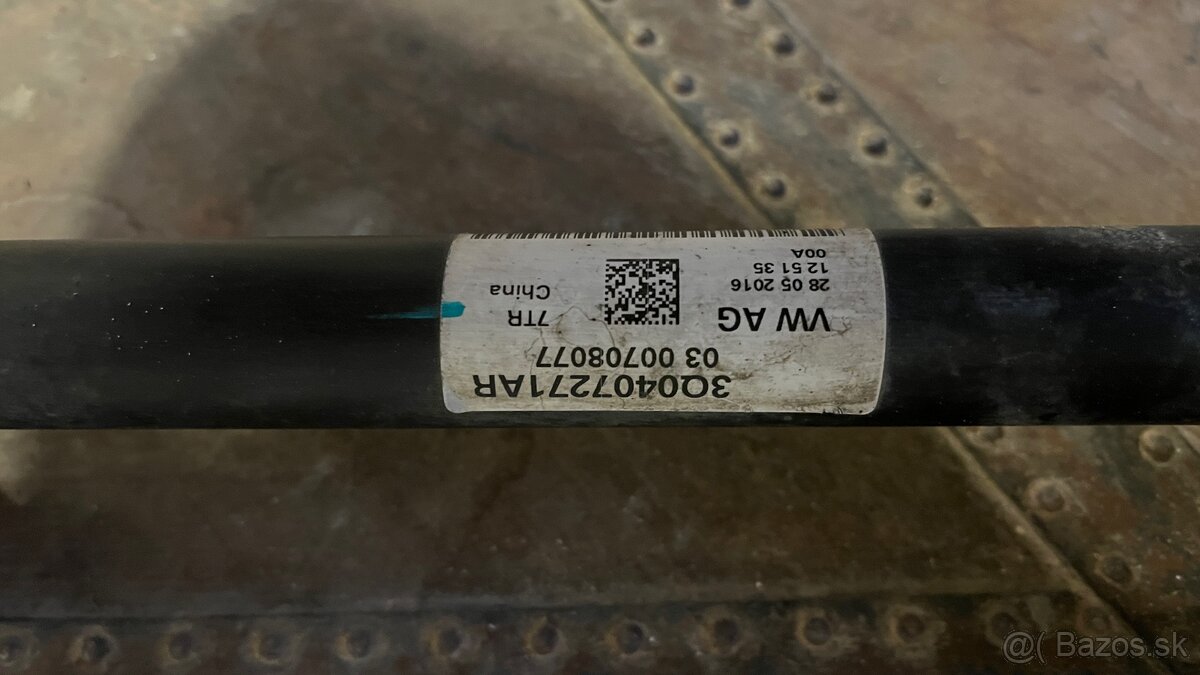 3Q0407271AR
03 00708077
VW AG
7TR
China
28 05 2016
12 51 35
00A
@( Bazos.sk